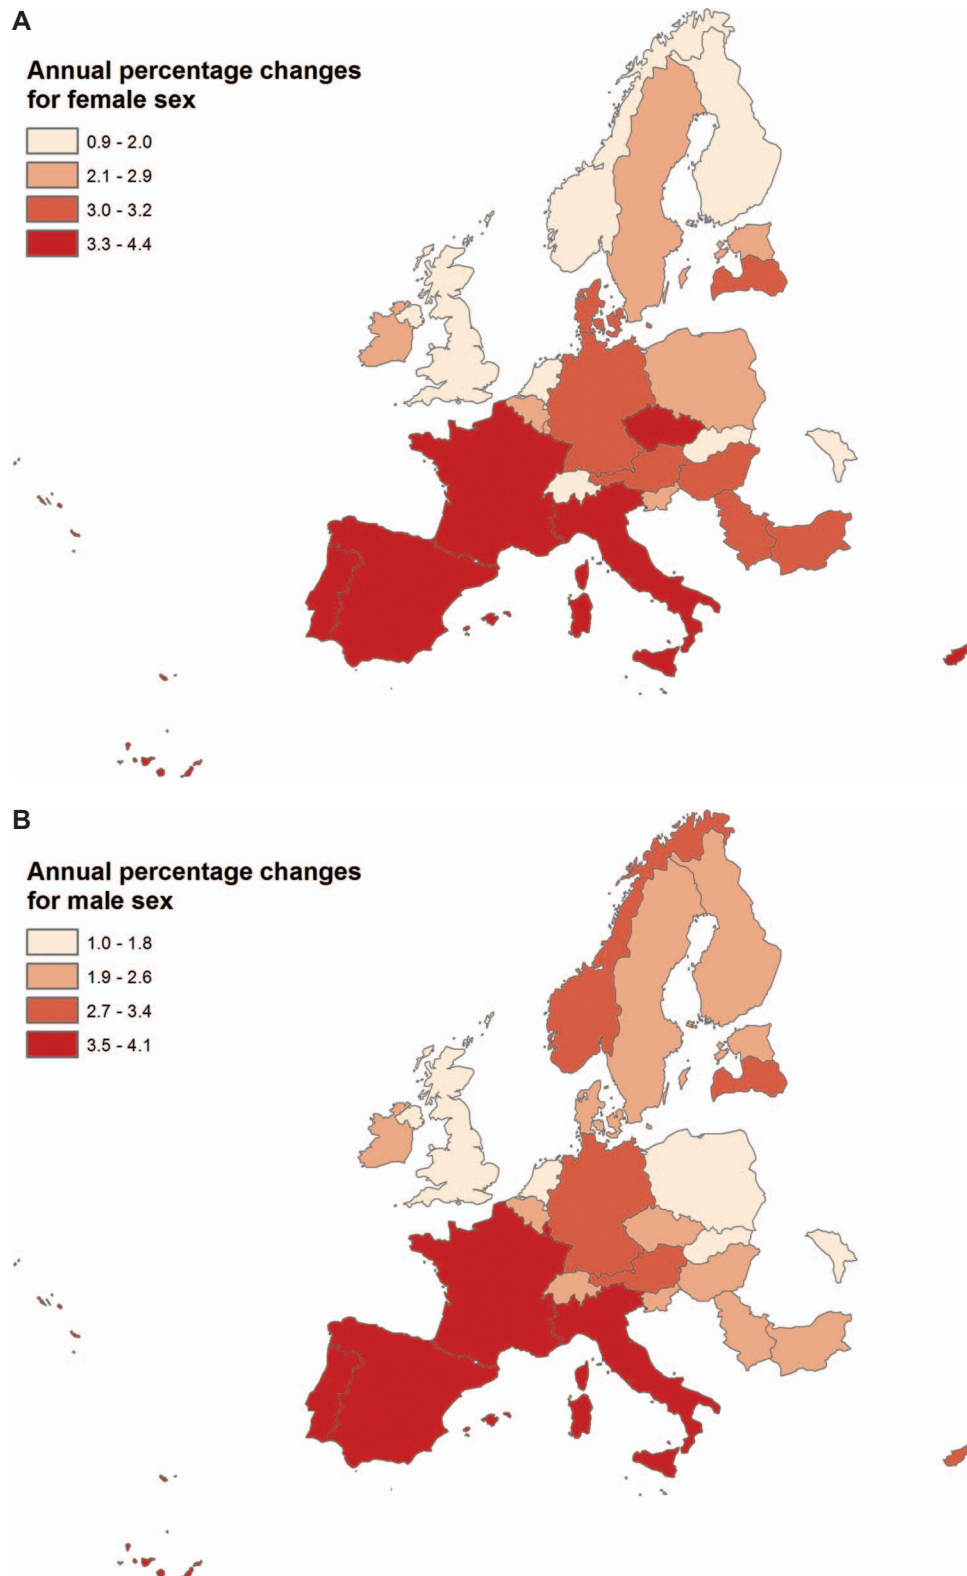 A
Annual percentage changes
for female sex
0.9 - 2.0
2.1 - 2.9
3.0 - 3.2
3.3 - 4.4
B
Annual percentage changes
for male sex
1.0 - 1.8
1.9 - 2.6
2.7 - 3.4
3.5 - 4.1